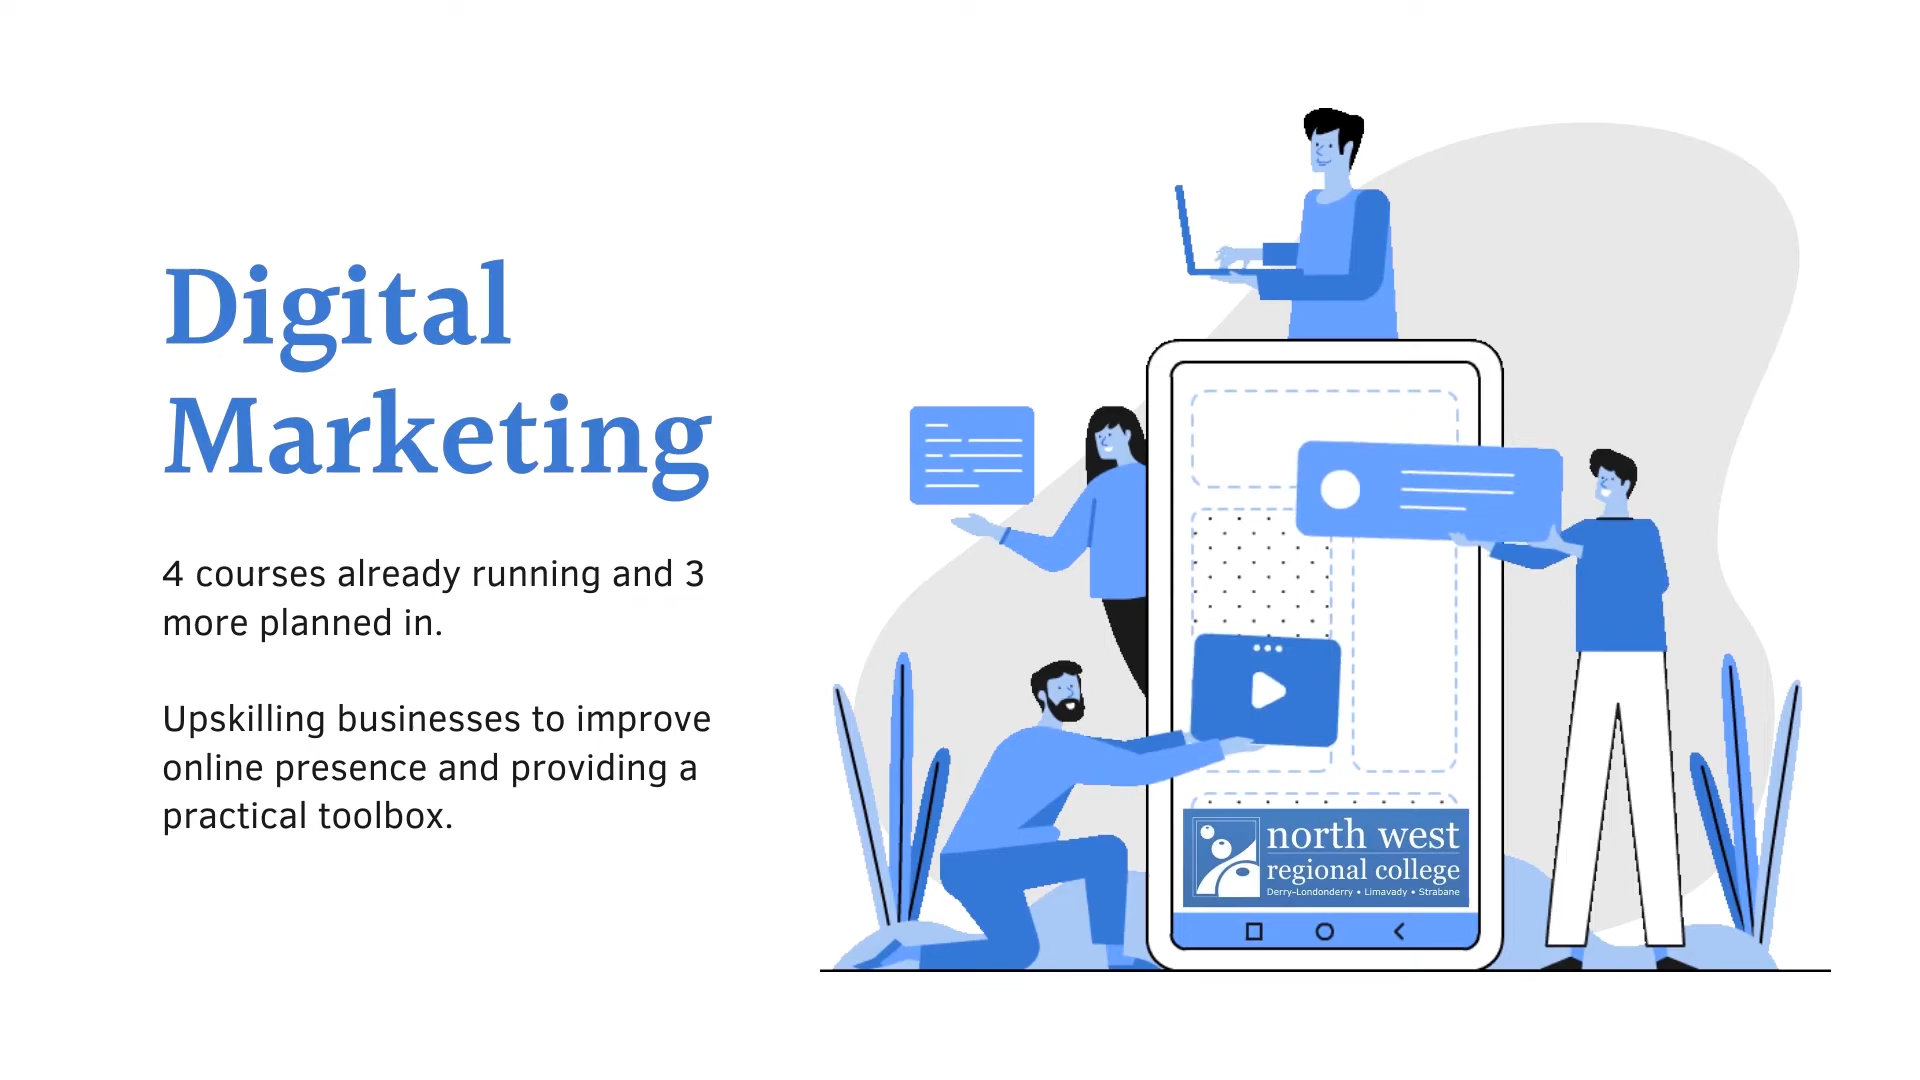 Digital
Marketing
4 courses already running and 3
more planned in.
Upskilling businesses to improve
online presence and providing a
practical toolbox.
north west
regional college
Derry-Londonderry • Limavady • Strabane